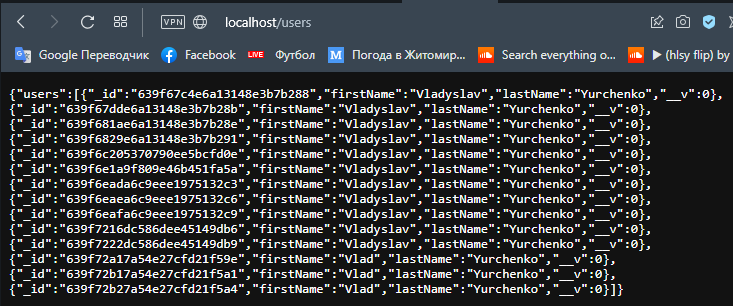 VPN localhost/users
Google Переводчик Facebook LIVE Футбол M Погода в Житомир... Search everything o... ▶ (hlsy flip) by me
{"users":[{"_id":"639f67c4e6a13148e3b7b288","firstName":"Vladyslav","lastName":"Yurchenko","__v":0},
{"_id":"639f67dde6a13148e3b7b28b","firstName":"Vladyslav","lastName":"Yurchenko","__v":0},
{"_id":"639f681ae6a13148e3b7b28e","firstName":"Vladyslav","lastName":"Yurchenko","__v":0},
{"_id":"639f6829e6a13148e3b7b291","firstName":"Vladyslav","lastName":"Yurchenko","__v":0},
{"_id":"639f6c205370790ee5bcfd0e","firstName":"Vladyslav","lastName":"Yurchenko","__v":0},
{"_id":"639f6e1a9f809e46b451fa5a","firstName":"Vladyslav","lastName":"Yurchenko","__v":0},
{"_id":"639f6eada6c9eee1975132c3","firstName":"Vladyslav","lastName":"Yurchenko","__v":0},
{"_id":"639f6eaea6c9eee1975132c6","firstName":"Vladyslav","lastName":"Yurchenko","__v":0},
{"_id":"639f6eafa6c9eee1975132c9","firstName":"Vladyslav","lastName":"Yurchenko","__v":0},
{"_id":"639f7216dc586dee45149db6","firstName":"Vladyslav","lastName":"Yurchenko","__v":0},
{"_id":"639f7222dc586dee45149db9","firstName":"Vladyslav","lastName":"Yurchenko","__v":0},
{"_id":"639f72a17a54e27cfd21f59e","firstName":"Vlad","lastName":"Yurchenko","__v":0},
{"_id":"639f72b17a54e27cfd21f5a1","firstName":"Vlad","lastName":"Yurchenko","__v":0},
{"_id":"639f72b27a54e27cfd21f5a4","firstName":"Vlad","lastName":"Yurchenko","__v":0}]}